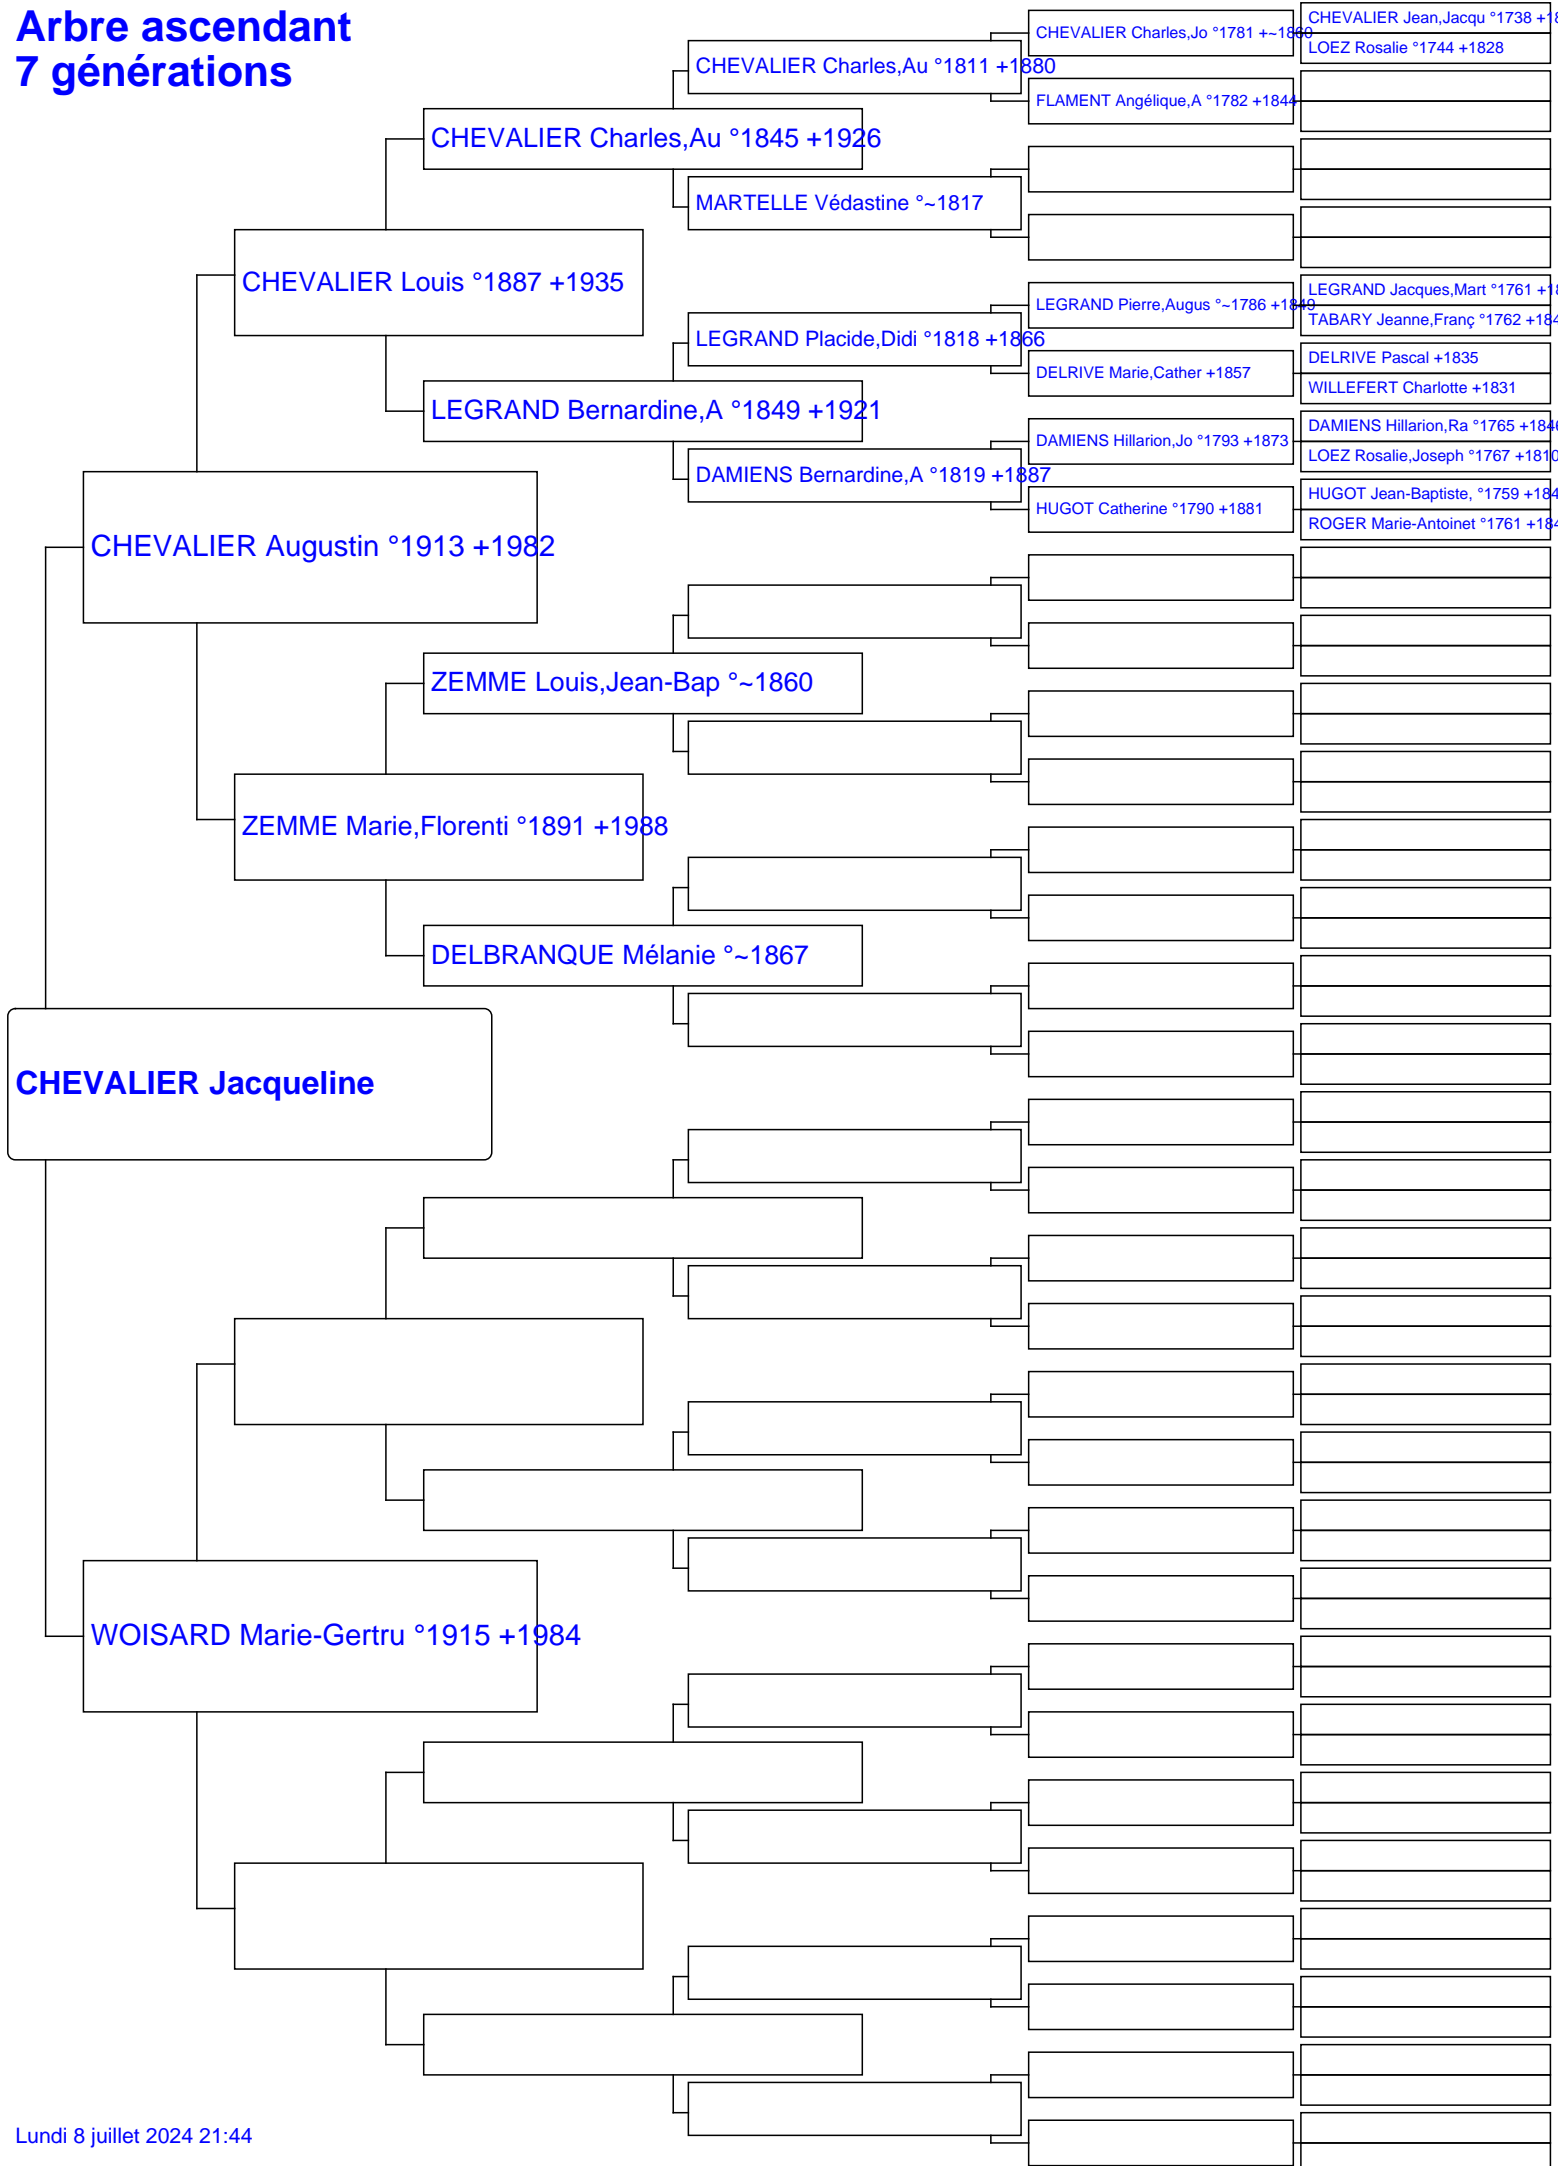 Arbre ascendant
7 générations
CHEVALIER Jean,Jacqu °1738 +18
CHEVALIER Charles,Jo °1781 +~1860
LOEZ Rosalie °1744 +1828
CHEVALIER Charles,Au °1811 +1880
FLAMENT Angélique,A °1782 +1844
CHEVALIER Charles,Au °1845 +1926
MARTELLE Védastine °~1817
CHEVALIER Louis °1887 +1935
LEGRAND Jacques,Mart °1761 +18
LEGRAND Pierre,Augus °~1786 +1849
TABARY Jeanne,Franç °1762 +184
LEGRAND Placide,Didi °1818 +1866
DELRIVE Pascal +1835
DELRIVE Marie,Cather +1857
WILLEFERT Charlotte +1831
LEGRAND Bernardine,A °1849 +1921
DAMIENS Hillarion,Ra °1765 +1846
DAMIENS Hillarion,Jo °1793 +1873
LOEZ Rosalie,Joseph °1767 +1810
DAMIENS Bernardine,A °1819 +1887
HUGOT Jean-Baptiste, °1759 +184
HUGOT Catherine °1790 +1881
ROGER Marie-Antoinet °1761 +184
CHEVALIER Augustin °1913 +1982
ZEMME Louis,Jean-Bap °~1860
ZEMME Marie,Florenti °1891 +1988
DELBRANQUE Mélanie °~1867
CHEVALIER Jacqueline
WOISARD Marie-Gertru °1915 +1984
Lundi 8 juillet 2024 21:44